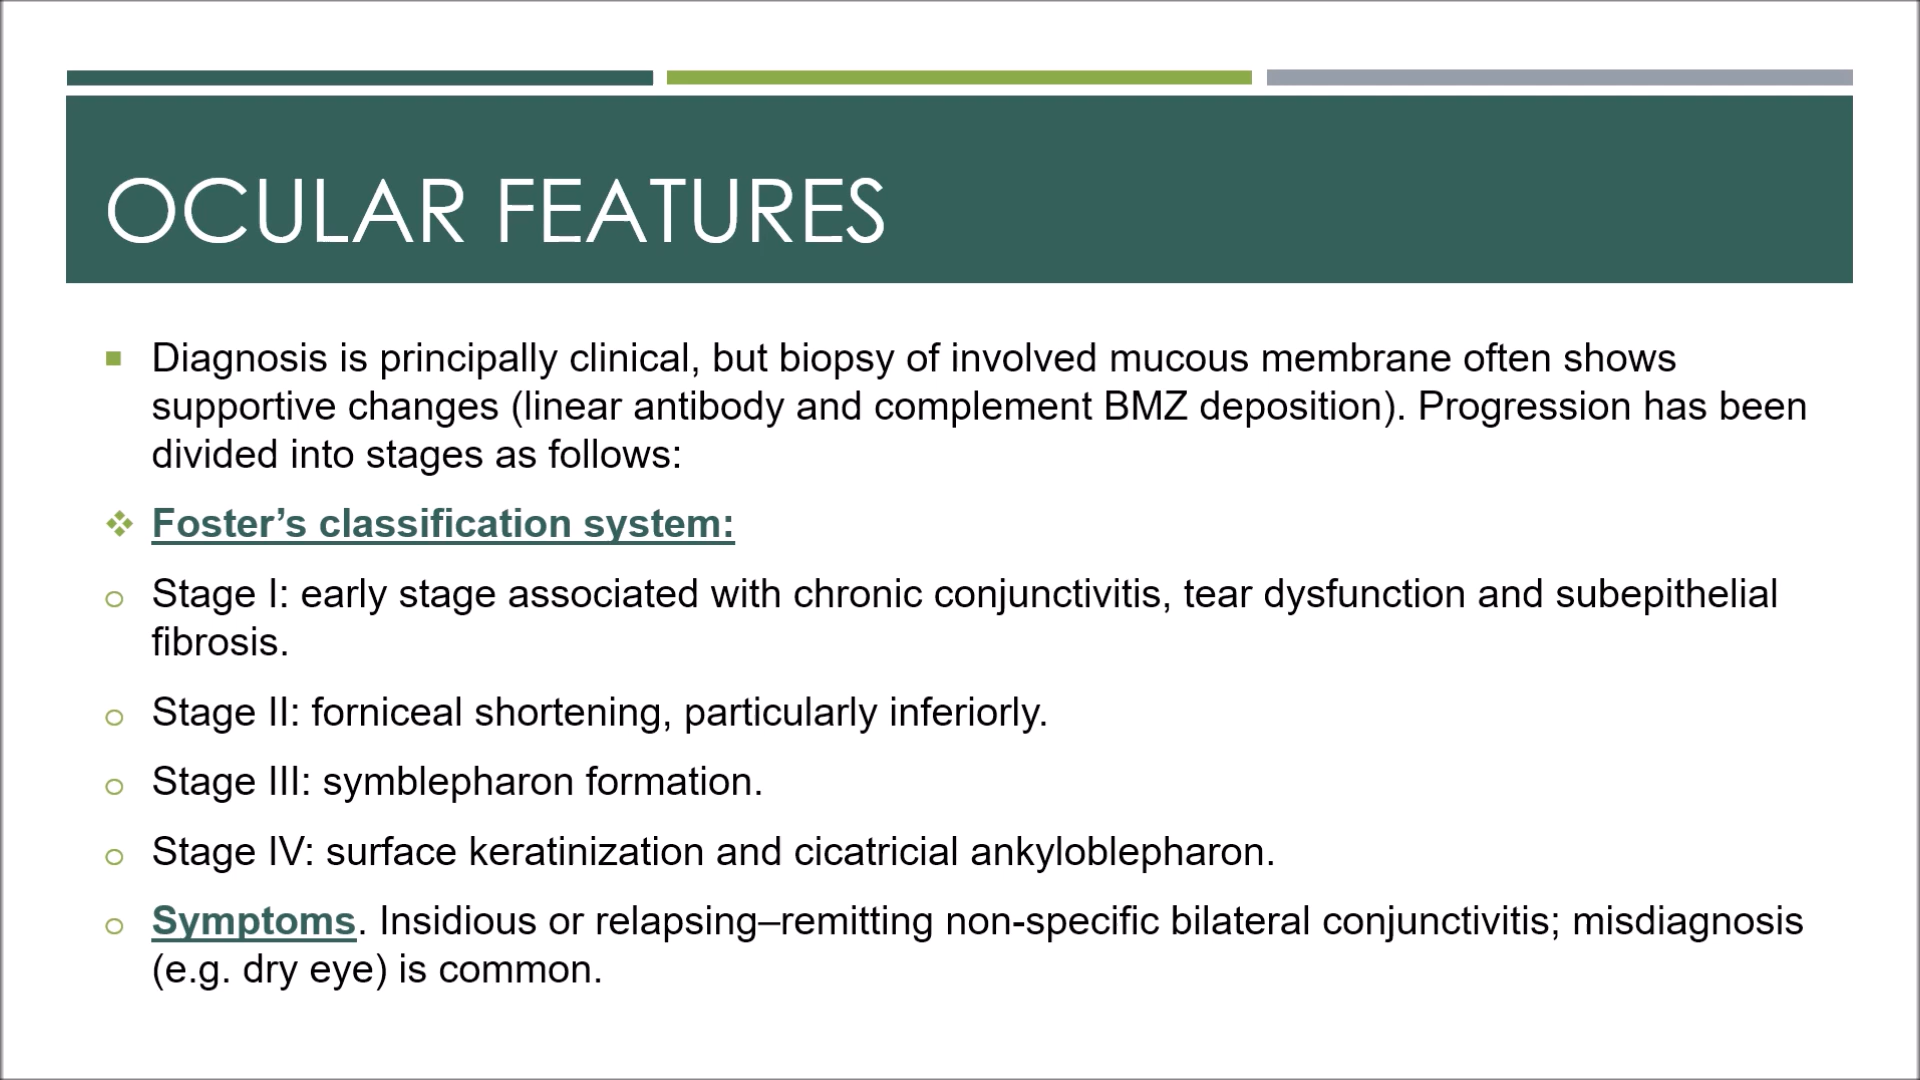 OCULAR FEATURES
Diagnosis is principally clinical, but biopsy of involved mucous membrane often shows
supportive changes (linear antibody and complement BMZ deposition). Progression has been
divided into stages as follows:
Foster’s classification system:
Stage I: early stage associated with chronic conjunctivitis, tear dysfunction and subepithelial
fibrosis.
Stage II: forniceal shortening, particularly inferiorly.
Stage III: symblepharon formation.
Stage IV: surface keratinization and cicatricial ankyloblepharon.
Symptoms. Insidious or relapsing–remitting non-specific bilateral conjunctivitis; misdiagnosis
(e.g. dry eye) is common.